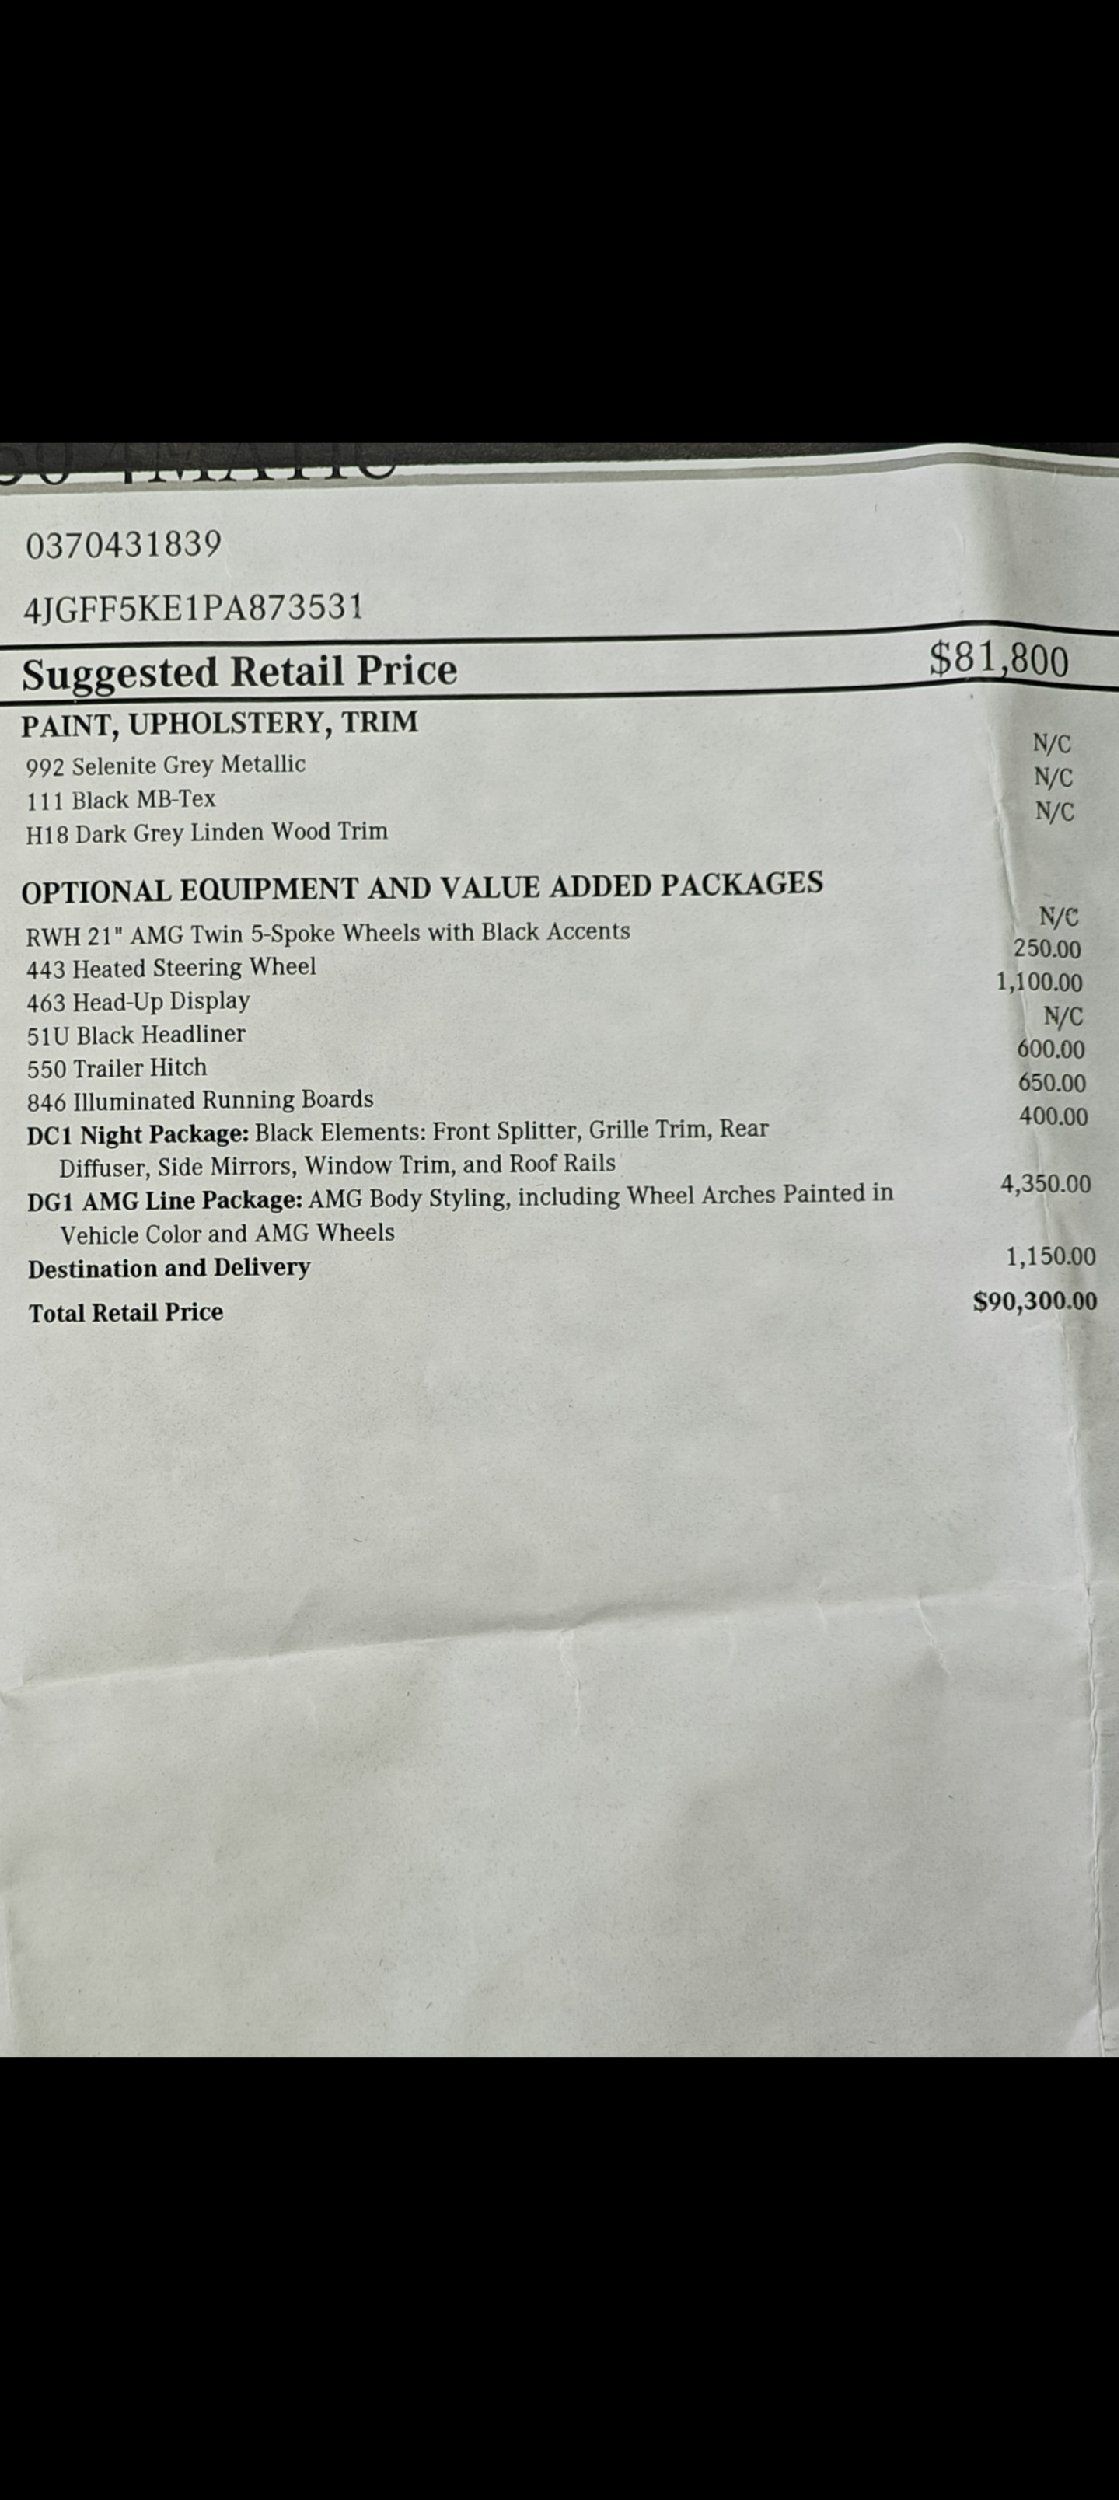 4MATIC
0370431839
4JGFF5KE1PA873531
Suggested Retail Price $81,800
PAINT, UPHOLSTERY, TRIM
992 Selenite Grey Metallic N/C
111 Black MB-Tex N/C
H18 Dark Grey Linden Wood Trim N/C
OPTIONAL EQUIPMENT AND VALUE ADDED PACKAGES
RWH 21" AMG Twin 5-Spoke Wheels with Black Accents N/C
443 Heated Steering Wheel 250.00
463 Head-Up Display 1,100.00
51U Black Headliner N/C
550 Trailer Hitch 600.00
846 Illuminated Running Boards 650.00
DC1 Night Package: Black Elements: Front Splitter, Grille Trim, Rear 400.00
Diffuser, Side Mirrors, Window Trim, and Roof Rails
DG1 AMG Line Package: AMG Body Styling, including Wheel Arches Painted in 4,350.00
Vehicle Color and AMG Wheels
Destination and Delivery 1,150.00
Total Retail Price $90,300.00